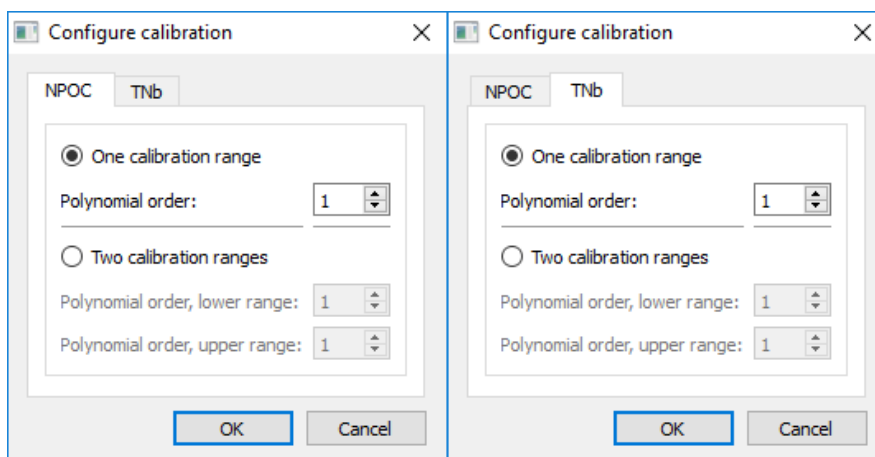 Configure calibration
NPOC TNb
One calibration range
Polynomial order: 1
Two calibration ranges
Polynomial order, lower range: 1
Polynomial order, upper range: 1
OK Cancel
Configure calibration
NPOC TNb
One calibration range
Polynomial order: 1
Two calibration ranges
Polynomial order, lower range: 1
Polynomial order, upper range: 1
OK Cancel